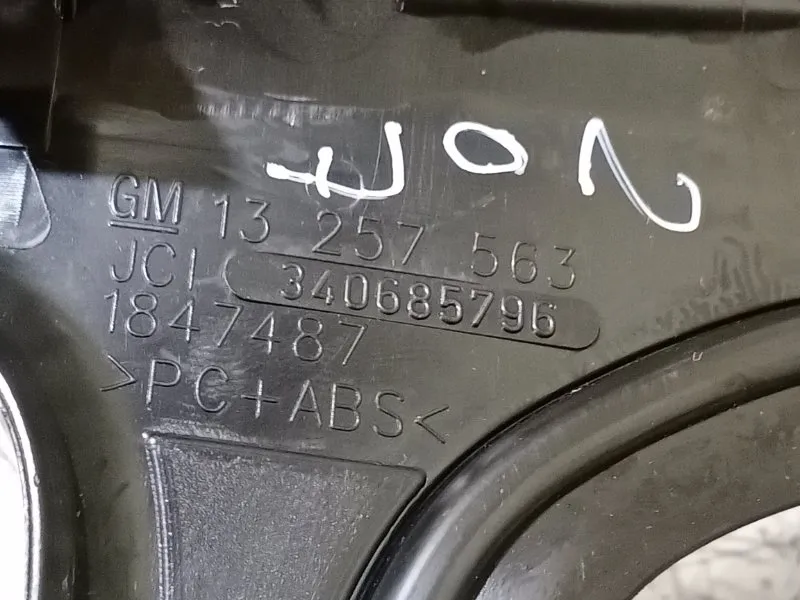 GM 13 257 563
JCI 340685796
1847487
>PC+ABS<